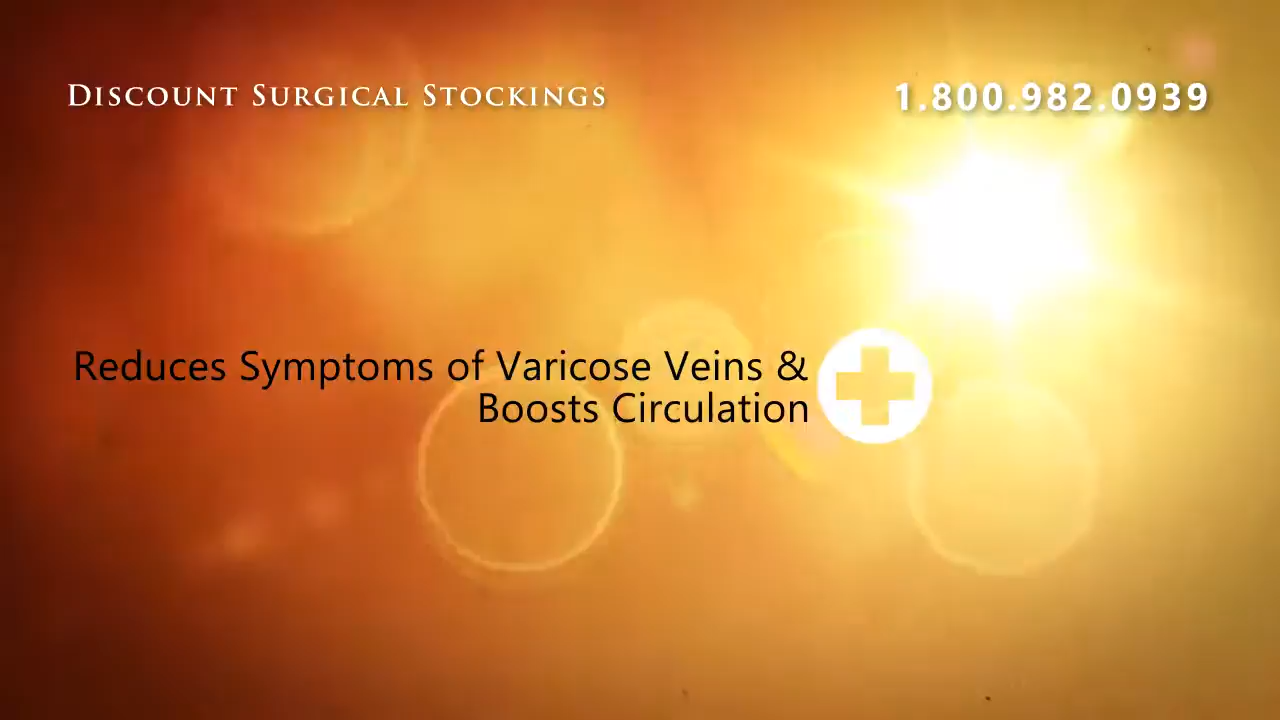 Discount Surgical Stockings
1.800.982.0939
Reduces Symptoms of Varicose Veins &
Boosts Circulation